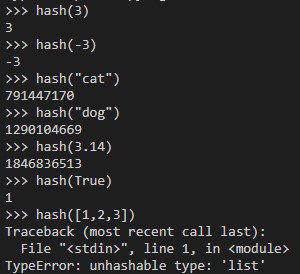 >>> hash(3)
3
>>> hash(-3)
-3
>>> hash("cat")
791447170
>>> hash("dog")
1290104669
>>> hash(3.14)
1846836513
>>> hash(True)
1
>>> hash([1,2,3])
Traceback (most recent call last):
  File "<stdin>", line 1, in <module>
TypeError: unhashable type: 'list'